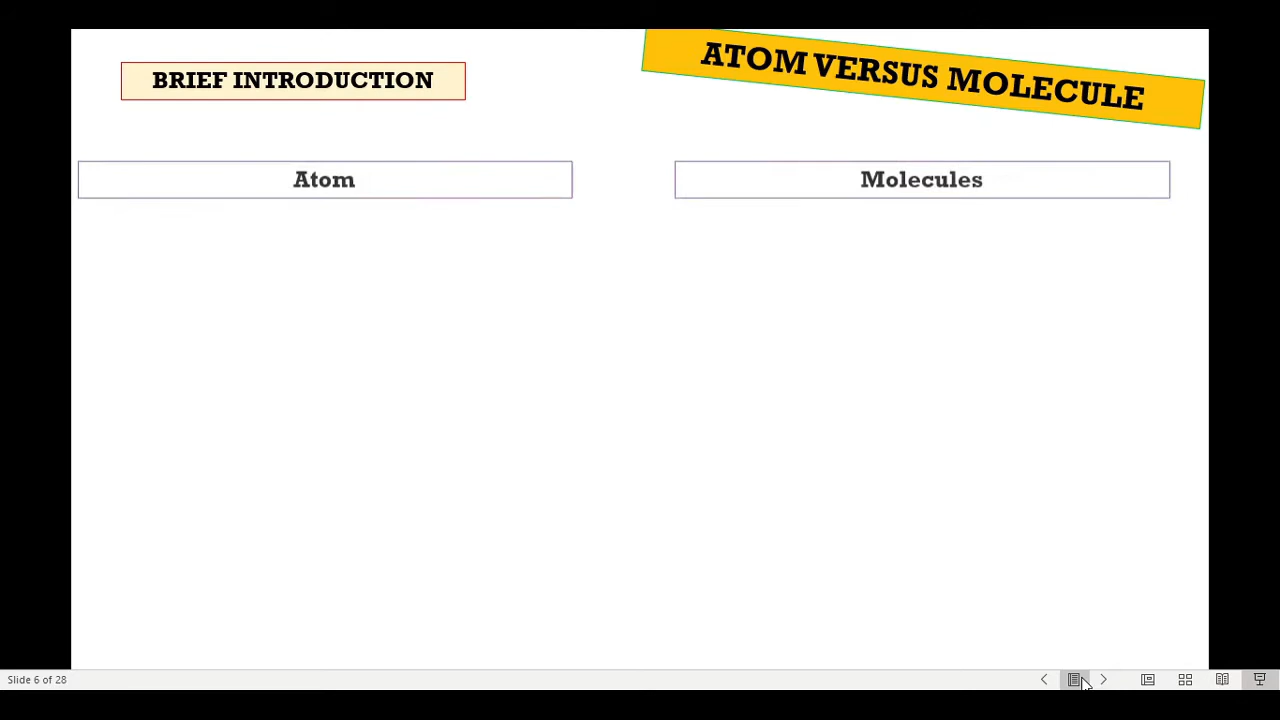 BRIEF INTRODUCTION
ATOM VERSUS MOLECULE
Atom
Molecules
Slide 6 of 28